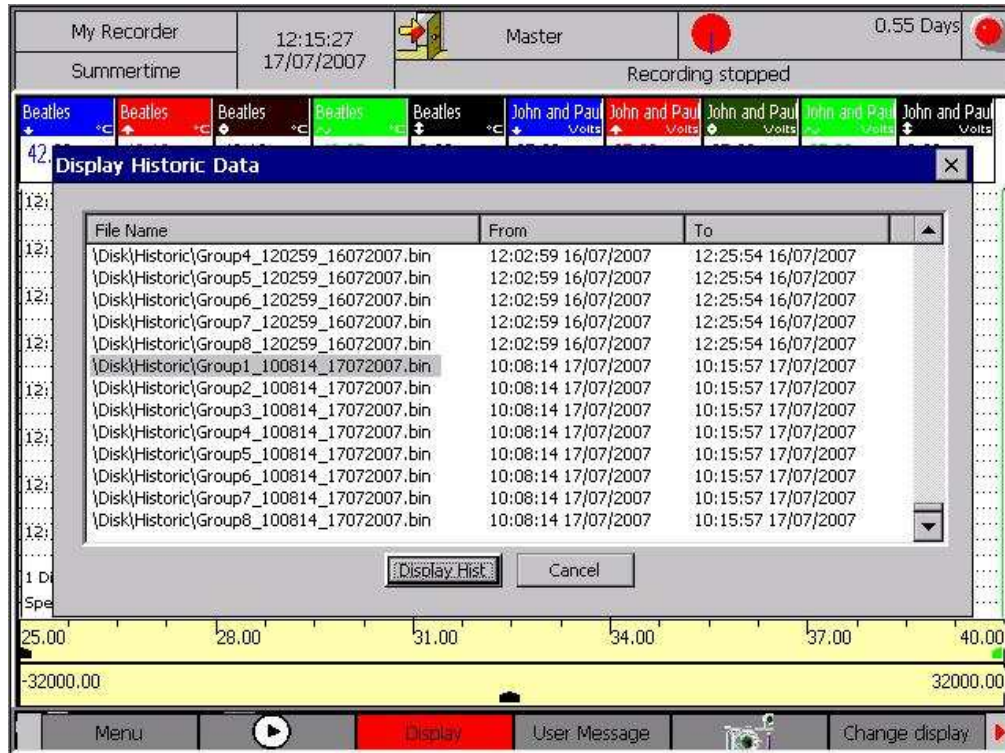 My Recorder
Summertime
12:15:27
17/07/2007
Master
0.55 Days
Recording stopped
Beatles °C
Beatles °C
Beatles °C
Beatles °C
Beatles °C
John and Paul Volts
John and Paul Volts
John and Paul Volts
John and Paul Volts
John and Paul Volts
Display Historic Data
File Name From To
\Disk\Historic\Group4_120259_16072007.bin 12:02:59 16/07/2007 12:25:54 16/07/2007
\Disk\Historic\Group5_120259_16072007.bin 12:02:59 16/07/2007 12:25:54 16/07/2007
\Disk\Historic\Group6_120259_16072007.bin 12:02:59 16/07/2007 12:25:54 16/07/2007
\Disk\Historic\Group7_120259_16072007.bin 12:02:59 16/07/2007 12:25:54 16/07/2007
\Disk\Historic\Group8_120259_16072007.bin 12:02:59 16/07/2007 12:25:54 16/07/2007
\Disk\Historic\Group1_100814_17072007.bin 10:08:14 17/07/2007 10:15:57 17/07/2007
\Disk\Historic\Group2_100814_17072007.bin 10:08:14 17/07/2007 10:15:57 17/07/2007
\Disk\Historic\Group3_100814_17072007.bin 10:08:14 17/07/2007 10:15:57 17/07/2007
\Disk\Historic\Group4_100814_17072007.bin 10:08:14 17/07/2007 10:15:57 17/07/2007
\Disk\Historic\Group5_100814_17072007.bin 10:08:14 17/07/2007 10:15:57 17/07/2007
\Disk\Historic\Group6_100814_17072007.bin 10:08:14 17/07/2007 10:15:57 17/07/2007
\Disk\Historic\Group7_100814_17072007.bin 10:08:14 17/07/2007 10:15:57 17/07/2007
\Disk\Historic\Group8_100814_17072007.bin 10:08:14 17/07/2007 10:15:57 17/07/2007
Display Hist Cancel
25.00 28.00 31.00 34.00 37.00 40.00
-32000.00 32000.00
Menu Display User Message Change display